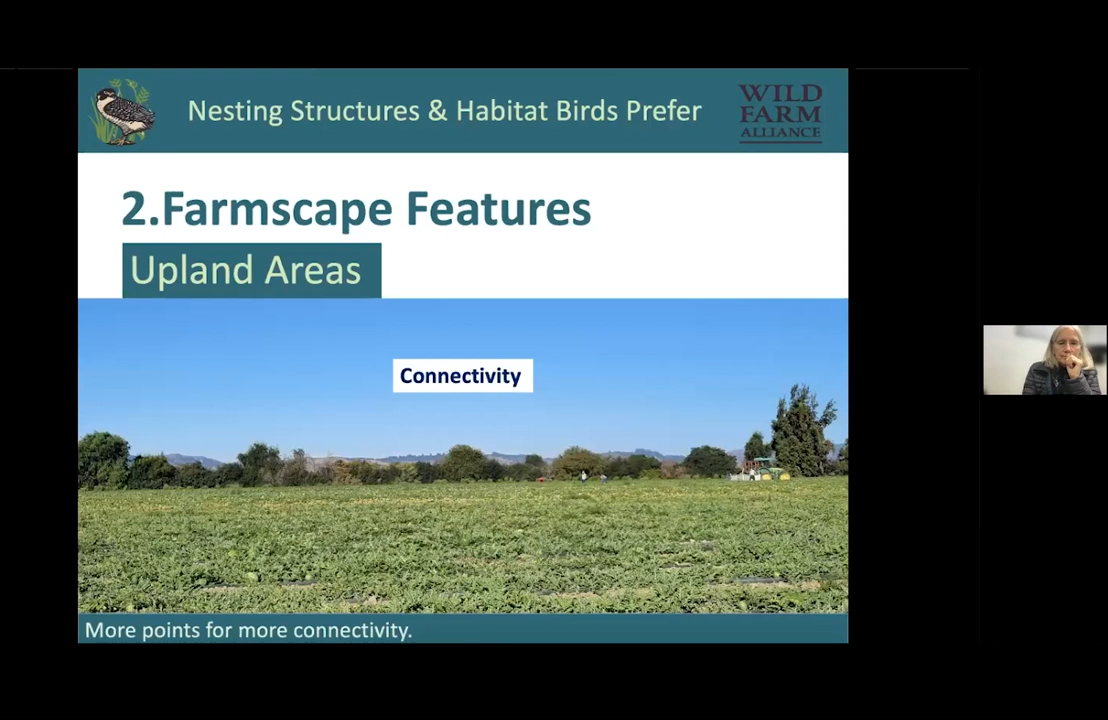 Nesting Structures & Habitat Birds Prefer
WILD
FARM
ALLIANCE
2.Farmscape Features
Upland Areas
Connectivity
More points for more connectivity.